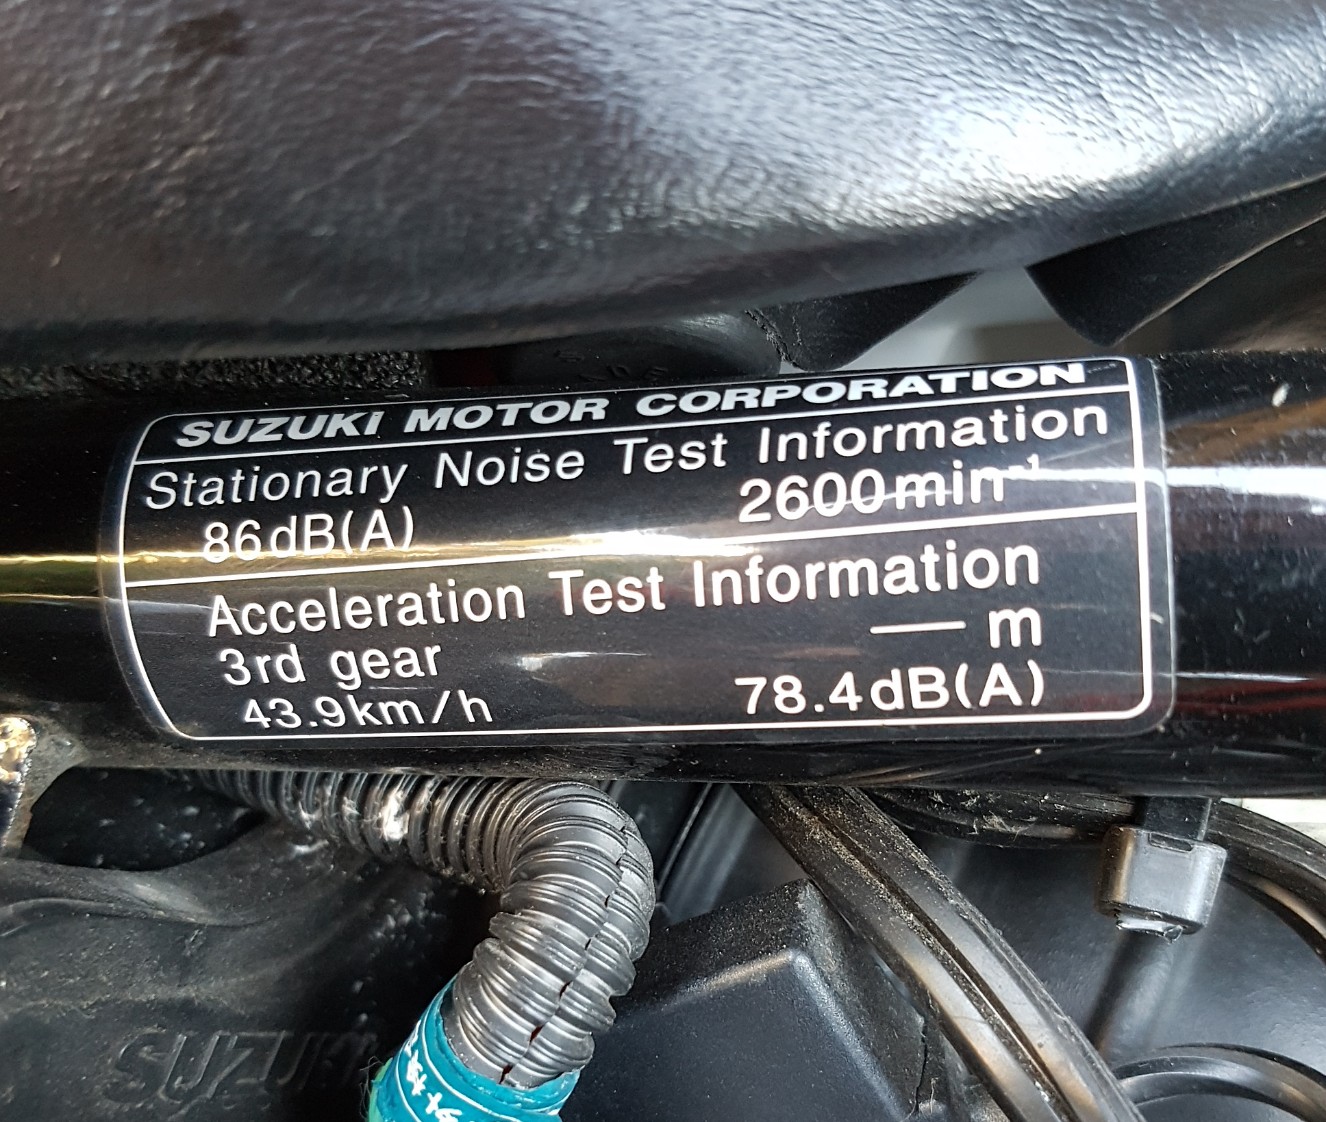 SUZUKI MOTOR CORPORATION
Stationary Noise Test Information
86dB(A) 2600min⁻¹
Acceleration Test Information
3rd gear — m
43.9km/h 78.4dB(A)
SUZUKI